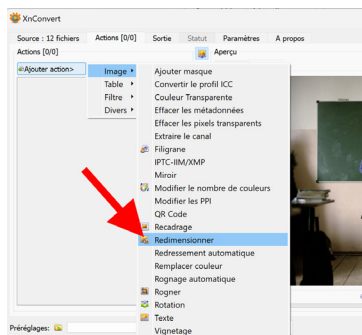 XnConvert
Source : 12 fichiers Actions [0/0] Sortie Statut Paramètres A propos
Actions [0/0] Aperçu
<Ajouter action>
Image
Table
Filtre
Divers
Ajouter masque
Convertir le profil ICC
Couleur Transparente
Effacer les métadonnées
Effacer les pixels transparents
Extraire le canal
Filigrane
IPTC-IIM/XMP
Miroir
Modifier le nombre de couleurs
Modifier les PPI
QR Code
Recadrage
Redimensionner
Redressement automatique
Remplacer couleur
Rognage automatique
Rogner
Rotation
Texte
Vignetage
Préréglages: